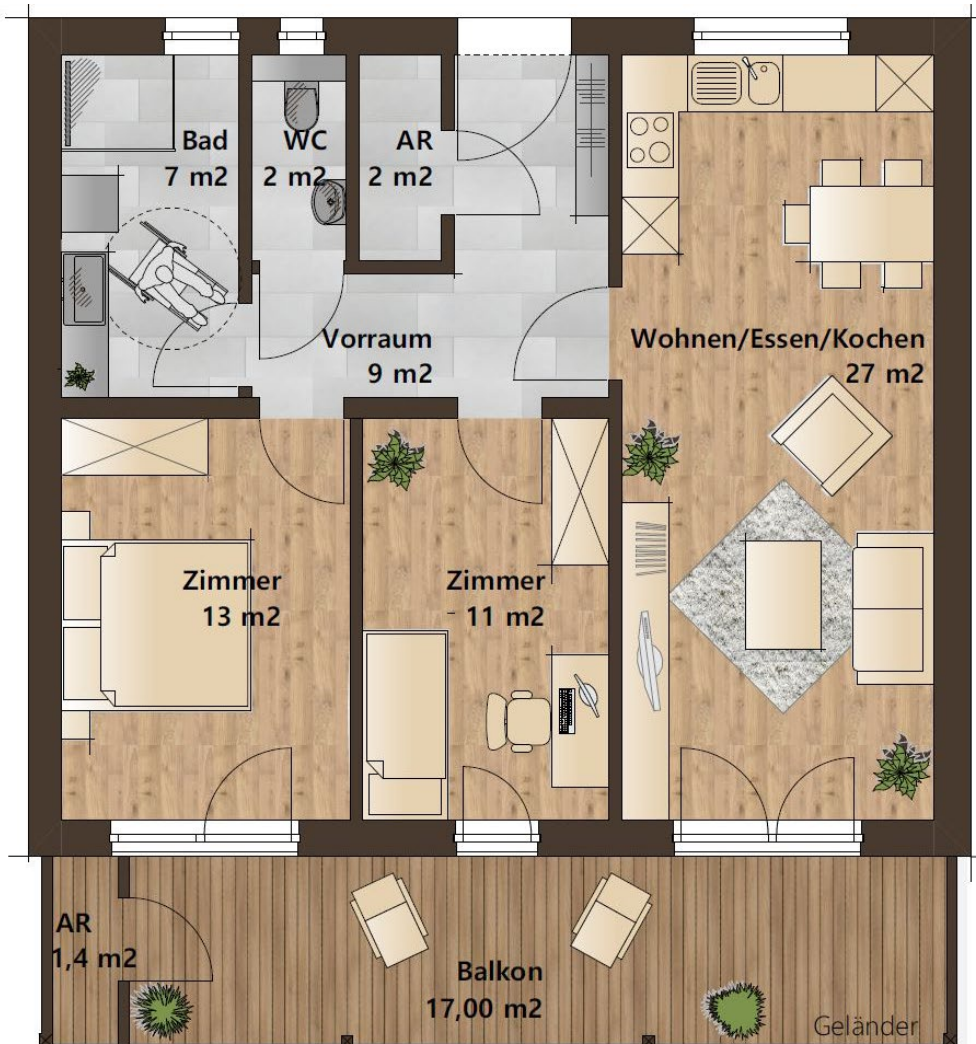 Bad
7 m2
WC
2 m2
AR
2 m2
Vorraum
9 m2
Wohnen/Essen/Kochen
27 m2
Zimmer
13 m2
Zimmer
11 m2
AR
1,4 m2
Balkon
17,00 m2
Geländer